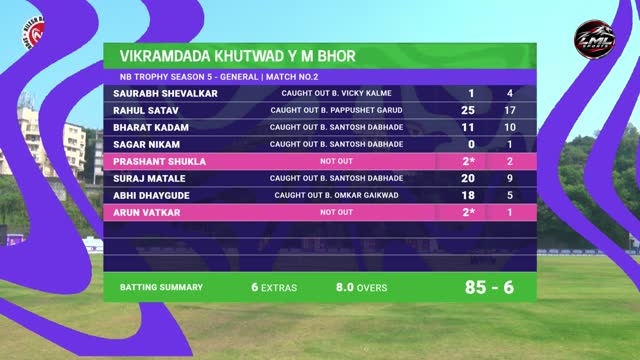 VIKRAMDADA KHUTWAD Y M BHOR
NB TROPHY SEASON 5 - GENERAL | MATCH NO.2
SAURABH SHEVALKAR CAUGHT OUT B. VICKY KALME 1 4
RAHUL SATAV CAUGHT OUT B. PAPPUSHET GARUD 25 17
BHARAT KADAM CAUGHT OUT B. SANTOSH DABHADE 11 10
SAGAR NIKAM CAUGHT OUT B. SANTOSH DABHADE 0 1
PRASHANT SHUKLA NOT OUT 2* 2
SURAJ MATALE CAUGHT OUT B. SANTOSH DABHADE 20 9
ABHI DHAYGUDE CAUGHT OUT B. OMKAR GAIKWAD 18 5
ARUN VATKAR NOT OUT 2* 1
BATTING SUMMARY 6 EXTRAS 8.0 OVERS 85 - 6
LML
SPORTS